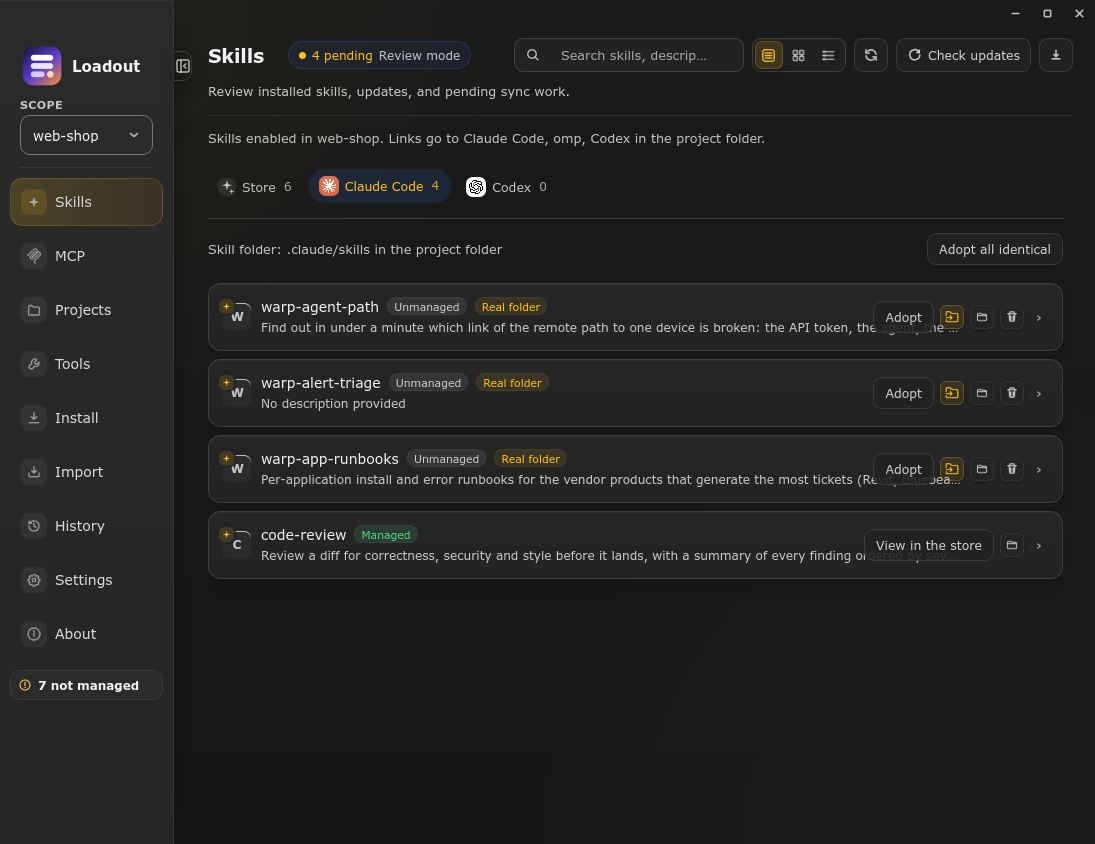 Loadout
SCOPE
web-shop
Skills
MCP
Projects
Tools
Install
Import
History
Settings
About
7 not managed
Skills
4 pending Review mode
Search skills, descrip...
Check updates
Review installed skills, updates, and pending sync work.
Skills enabled in web-shop. Links go to Claude Code, omp, Codex in the project folder.
Store 6
Claude Code 4
Codex 0
Skill folder: .claude/skills in the project folder
Adopt all identical
W
warp-agent-path Unmanaged Real folder
Find out in under a minute which link of the remote path to one device is broken: the API token, the agent, the ...
Adopt
W
warp-alert-triage Unmanaged Real folder
No description provided
Adopt
W
warp-app-runbooks Unmanaged Real folder
Per-application install and error runbooks for the vendor products that generate the most tickets (Revit, Bluebea...
Adopt
C
code-review Managed
Review a diff for correctness, security and style before it lands, with a summary of every finding ordered by sev...
View in the store